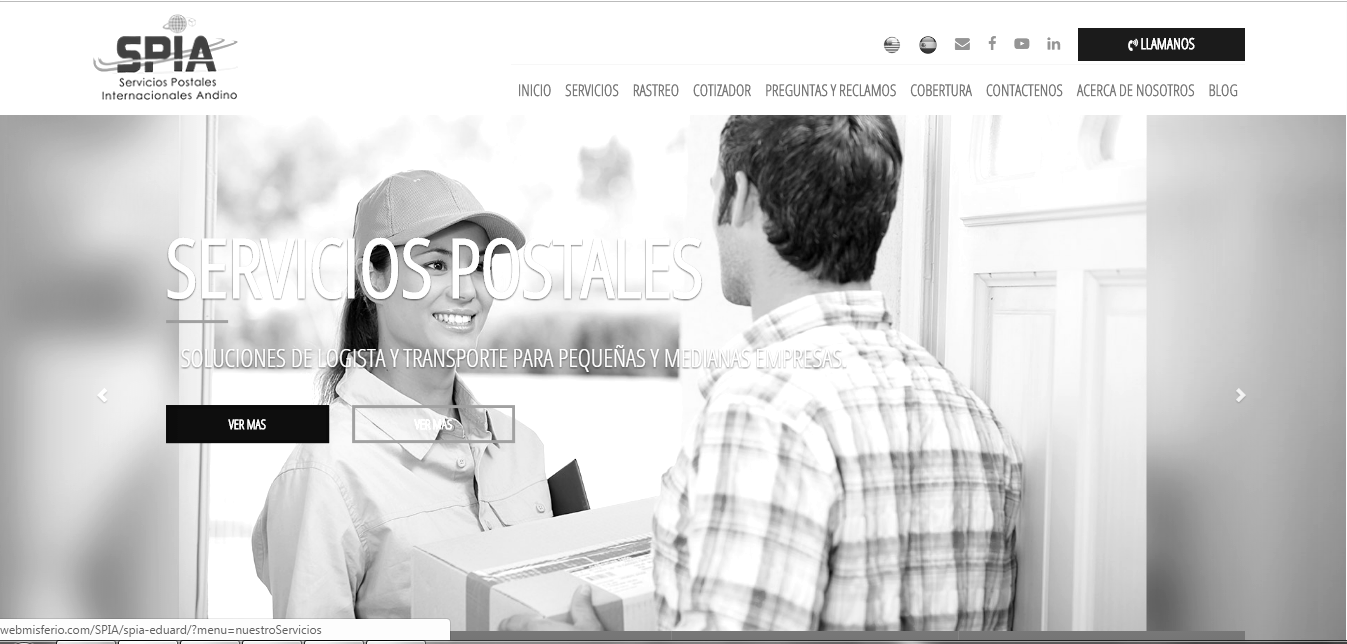 SPIA
Servicios Postales
Internacionales Andino
LLAMANOS
INICIO SERVICIOS RASTREO COTIZADOR PREGUNTAS Y RECLAMOS COBERTURA CONTACTENOS ACERCA DE NOSOTROS BLOG
SERVICIOS POSTALES
SOLUCIONES DE LOGISTA Y TRANSPORTE PARA PEQUEÑAS Y MEDIANAS EMPRESAS.
VER MAS VER MAS
webmisferio.com/SPIA/spia-eduard/?menu=nuestroServicios